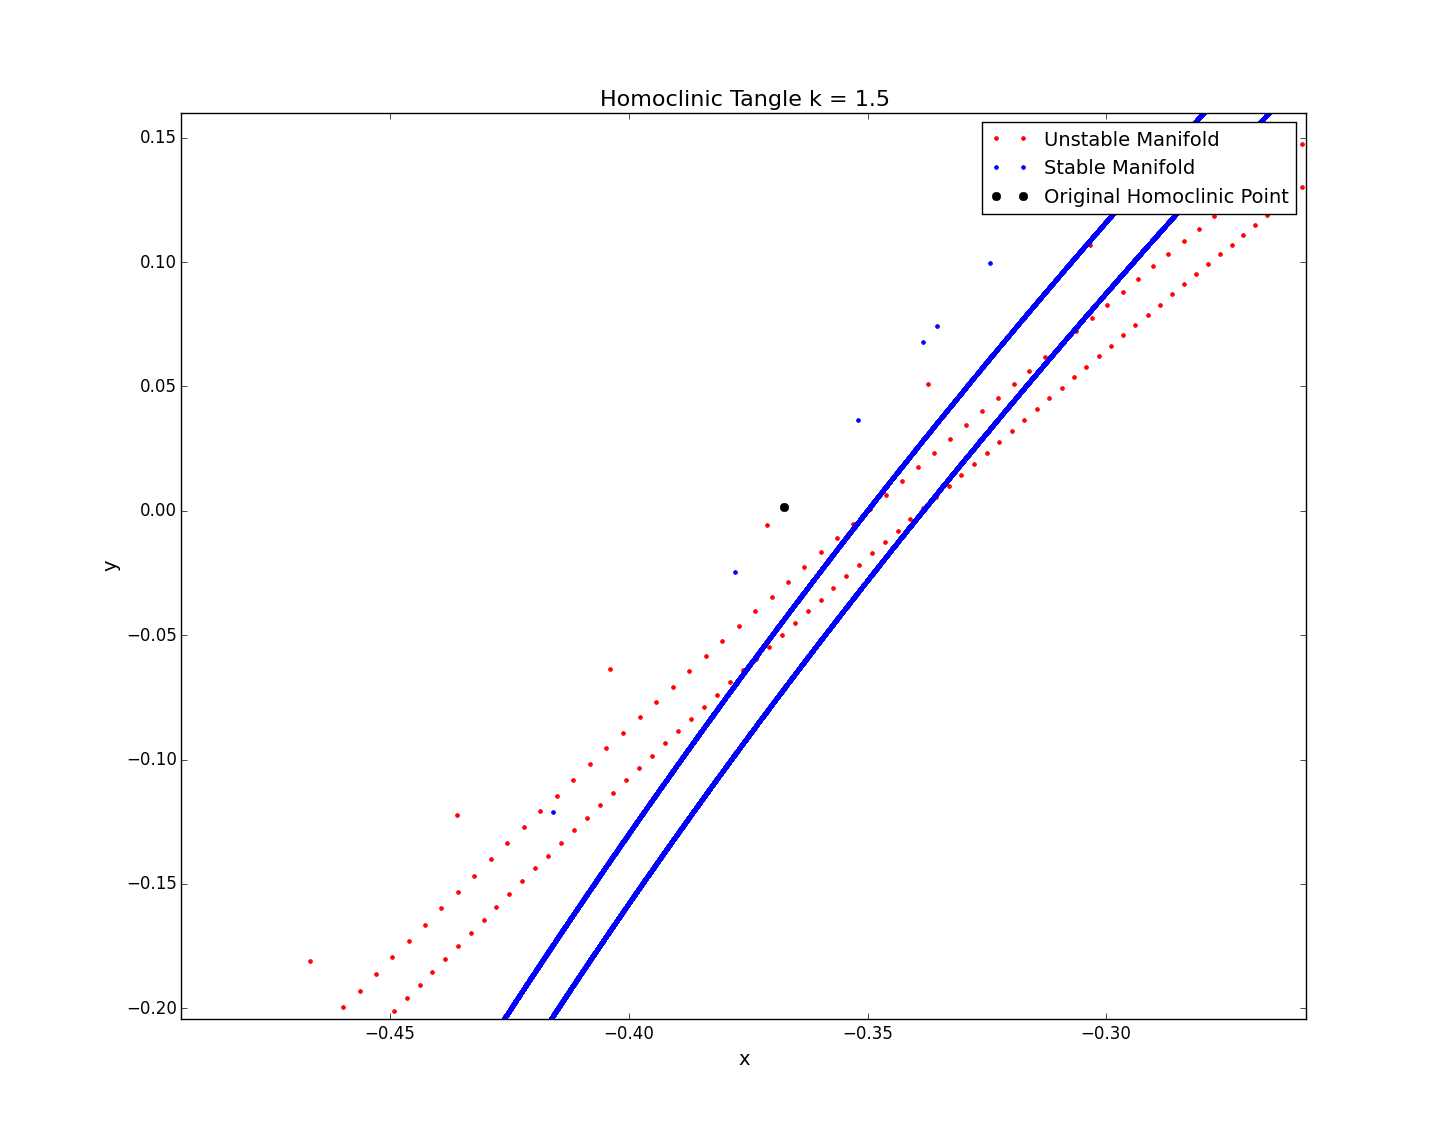 Homoclinic Tangle k = 1.5
Unstable Manifold
Stable Manifold
Original Homoclinic Point
0.15
0.10
0.05
0.00
−0.05
−0.10
−0.15
−0.20
y
−0.45
−0.40
−0.35
−0.30
x